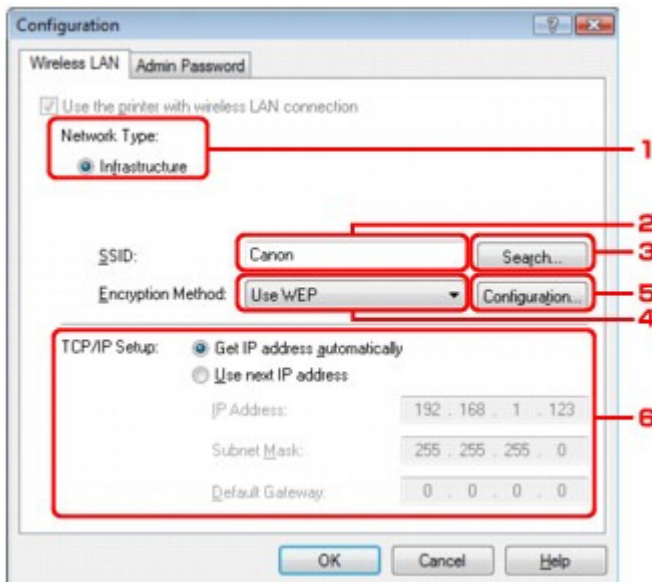 Configuration
Wireless LAN Admin Password
Use the printer with wireless LAN connection
Network Type:
1
Infrastructure
2
SSID: Canon Search... 3
Encryption Method: Use WEP Configuration... 5
4
TCP/IP Setup: Get IP address automatically
Use next IP address
IP Address: 192 . 168 . 1 . 123
6
Subnet Mask: 255 . 255 . 255 . 0
Default Gateway: 0 . 0 . 0 . 0
OK Cancel Help